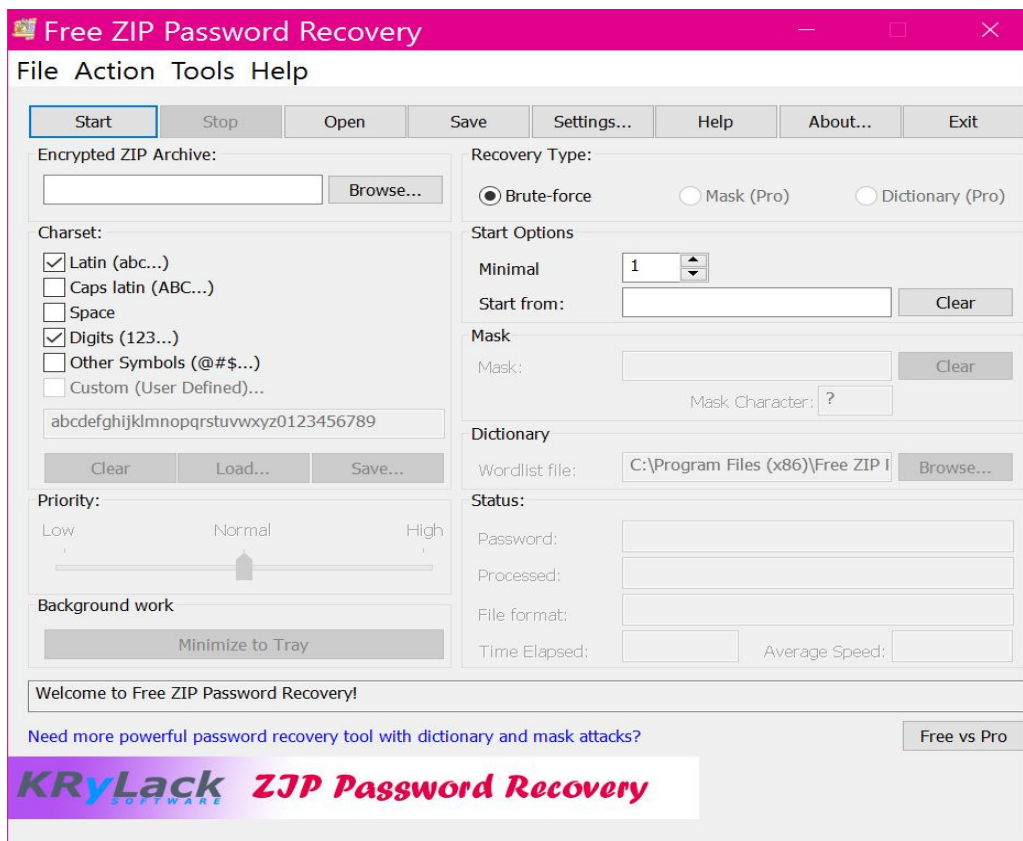 Free ZIP Password Recovery
File Action Tools Help
Start Stop Open Save Settings... Help About... Exit
Encrypted ZIP Archive:
Browse...
Recovery Type:
Brute-force Mask (Pro) Dictionary (Pro)
Charset:
Latin (abc...)
Caps latin (ABC...)
Space
Digits (123...)
Other Symbols (@#$...)
Custom (User Defined)...
abcdefghijklmnopqrstuvwxyz0123456789
Clear Load... Save...
Start Options
Minimal 1
Start from: Clear
Mask
Mask: Clear
Mask Character: ?
Dictionary
Wordlist file: C:\Program Files (x86)\Free ZIP Browse...
Priority:
Low Normal High
Background work
Minimize to Tray
Status:
Password:
Processed:
File format:
Time Elapsed: Average Speed:
Welcome to Free ZIP Password Recovery!
Need more powerful password recovery tool with dictionary and mask attacks? Free vs Pro
KRyLack SOFTWARE ZIP Password Recovery